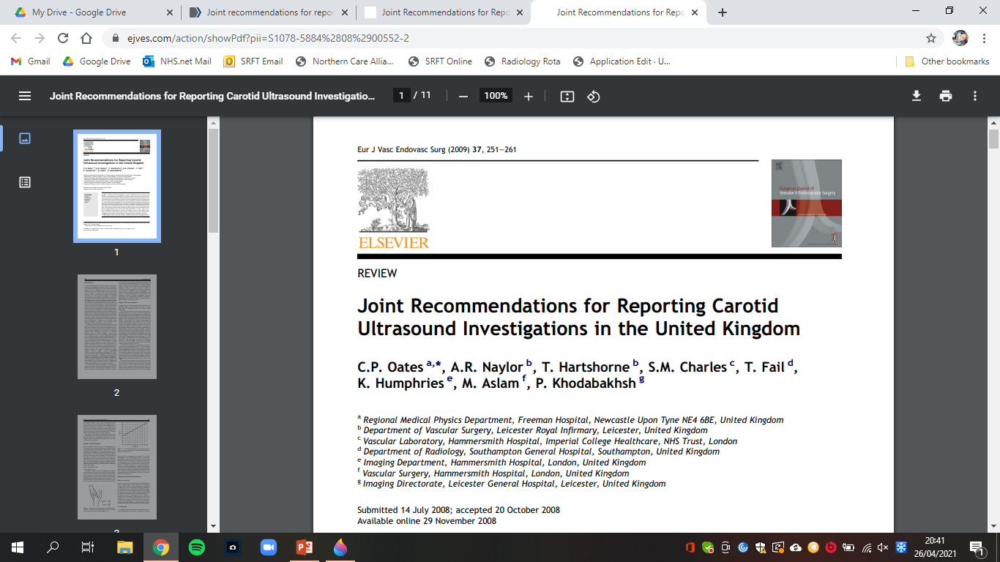 My Drive - Google Drive
Joint recommendations for repor
Joint Recommendations for Repo
Joint Recommendations for Repo
ejves.com/action/showPdf?pii=S1078-5884%2808%2900552-2
Gmail
Google Drive
NHS.net Mail
SRFT Email
Northern Care Allia...
SRFT Online
Radiology Rota
Application Edit · U...
Other bookmarks
Joint Recommendations for Reporting Carotid Ultrasound Investigatio...
1 / 11
100%
1
2
Eur J Vasc Endovasc Surg (2009) 37, 251–261
European Journal of
Vascular & Endovascular Surgery
ELSEVIER
REVIEW
Joint Recommendations for Reporting Carotid
Ultrasound Investigations in the United Kingdom
C.P. Oates a,*, A.R. Naylor b, T. Hartshorne b, S.M. Charles c, T. Fail d,
K. Humphries e, M. Aslam f, P. Khodabakhsh g
a Regional Medical Physics Department, Freeman Hospital, Newcastle Upon Tyne NE4 6BE, United Kingdom
b Department of Vascular Surgery, Leicester Royal Infirmary, Leicester, United Kingdom
c Vascular Laboratory, Hammersmith Hospital, Imperial College Healthcare, NHS Trust, London
d Department of Radiology, Southampton General Hospital, Southampton, United Kingdom
e Imaging Department, Hammersmith Hospital, London, United Kingdom
f Vascular Surgery, Hammersmith Hospital, London, United Kingdom
g Imaging Directorate, Leicester General Hospital, Leicester, United Kingdom
Submitted 14 July 2008; accepted 20 October 2008
Available online 29 November 2008
20:41
26/04/2021
1